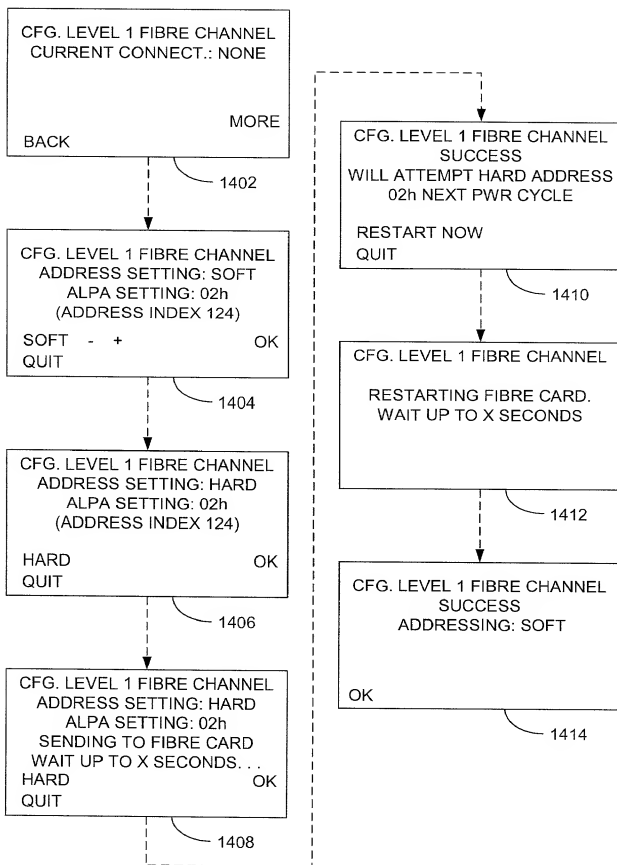 CFG. LEVEL 1 FIBRE CHANNEL
CURRENT CONNECT.: NONE
MORE
BACK
1402
CFG. LEVEL 1 FIBRE CHANNEL
ADDRESS SETTING: SOFT
ALPA SETTING: 02h
(ADDRESS INDEX 124)
SOFT - + OK
QUIT
1404
CFG. LEVEL 1 FIBRE CHANNEL
ADDRESS SETTING: HARD
ALPA SETTING: 02h
(ADDRESS INDEX 124)
HARD OK
QUIT
1406
CFG. LEVEL 1 FIBRE CHANNEL
ADDRESS SETTING: HARD
ALPA SETTING: 02h
SENDING TO FIBRE CARD
WAIT UP TO X SECONDS. . .
HARD OK
QUIT
1408
CFG. LEVEL 1 FIBRE CHANNEL
SUCCESS
WILL ATTEMPT HARD ADDRESS
02h NEXT PWR CYCLE
RESTART NOW
QUIT
1410
CFG. LEVEL 1 FIBRE CHANNEL
RESTARTING FIBRE CARD.
WAIT UP TO X SECONDS
1412
CFG. LEVEL 1 FIBRE CHANNEL
SUCCESS
ADDRESSING: SOFT
OK
1414